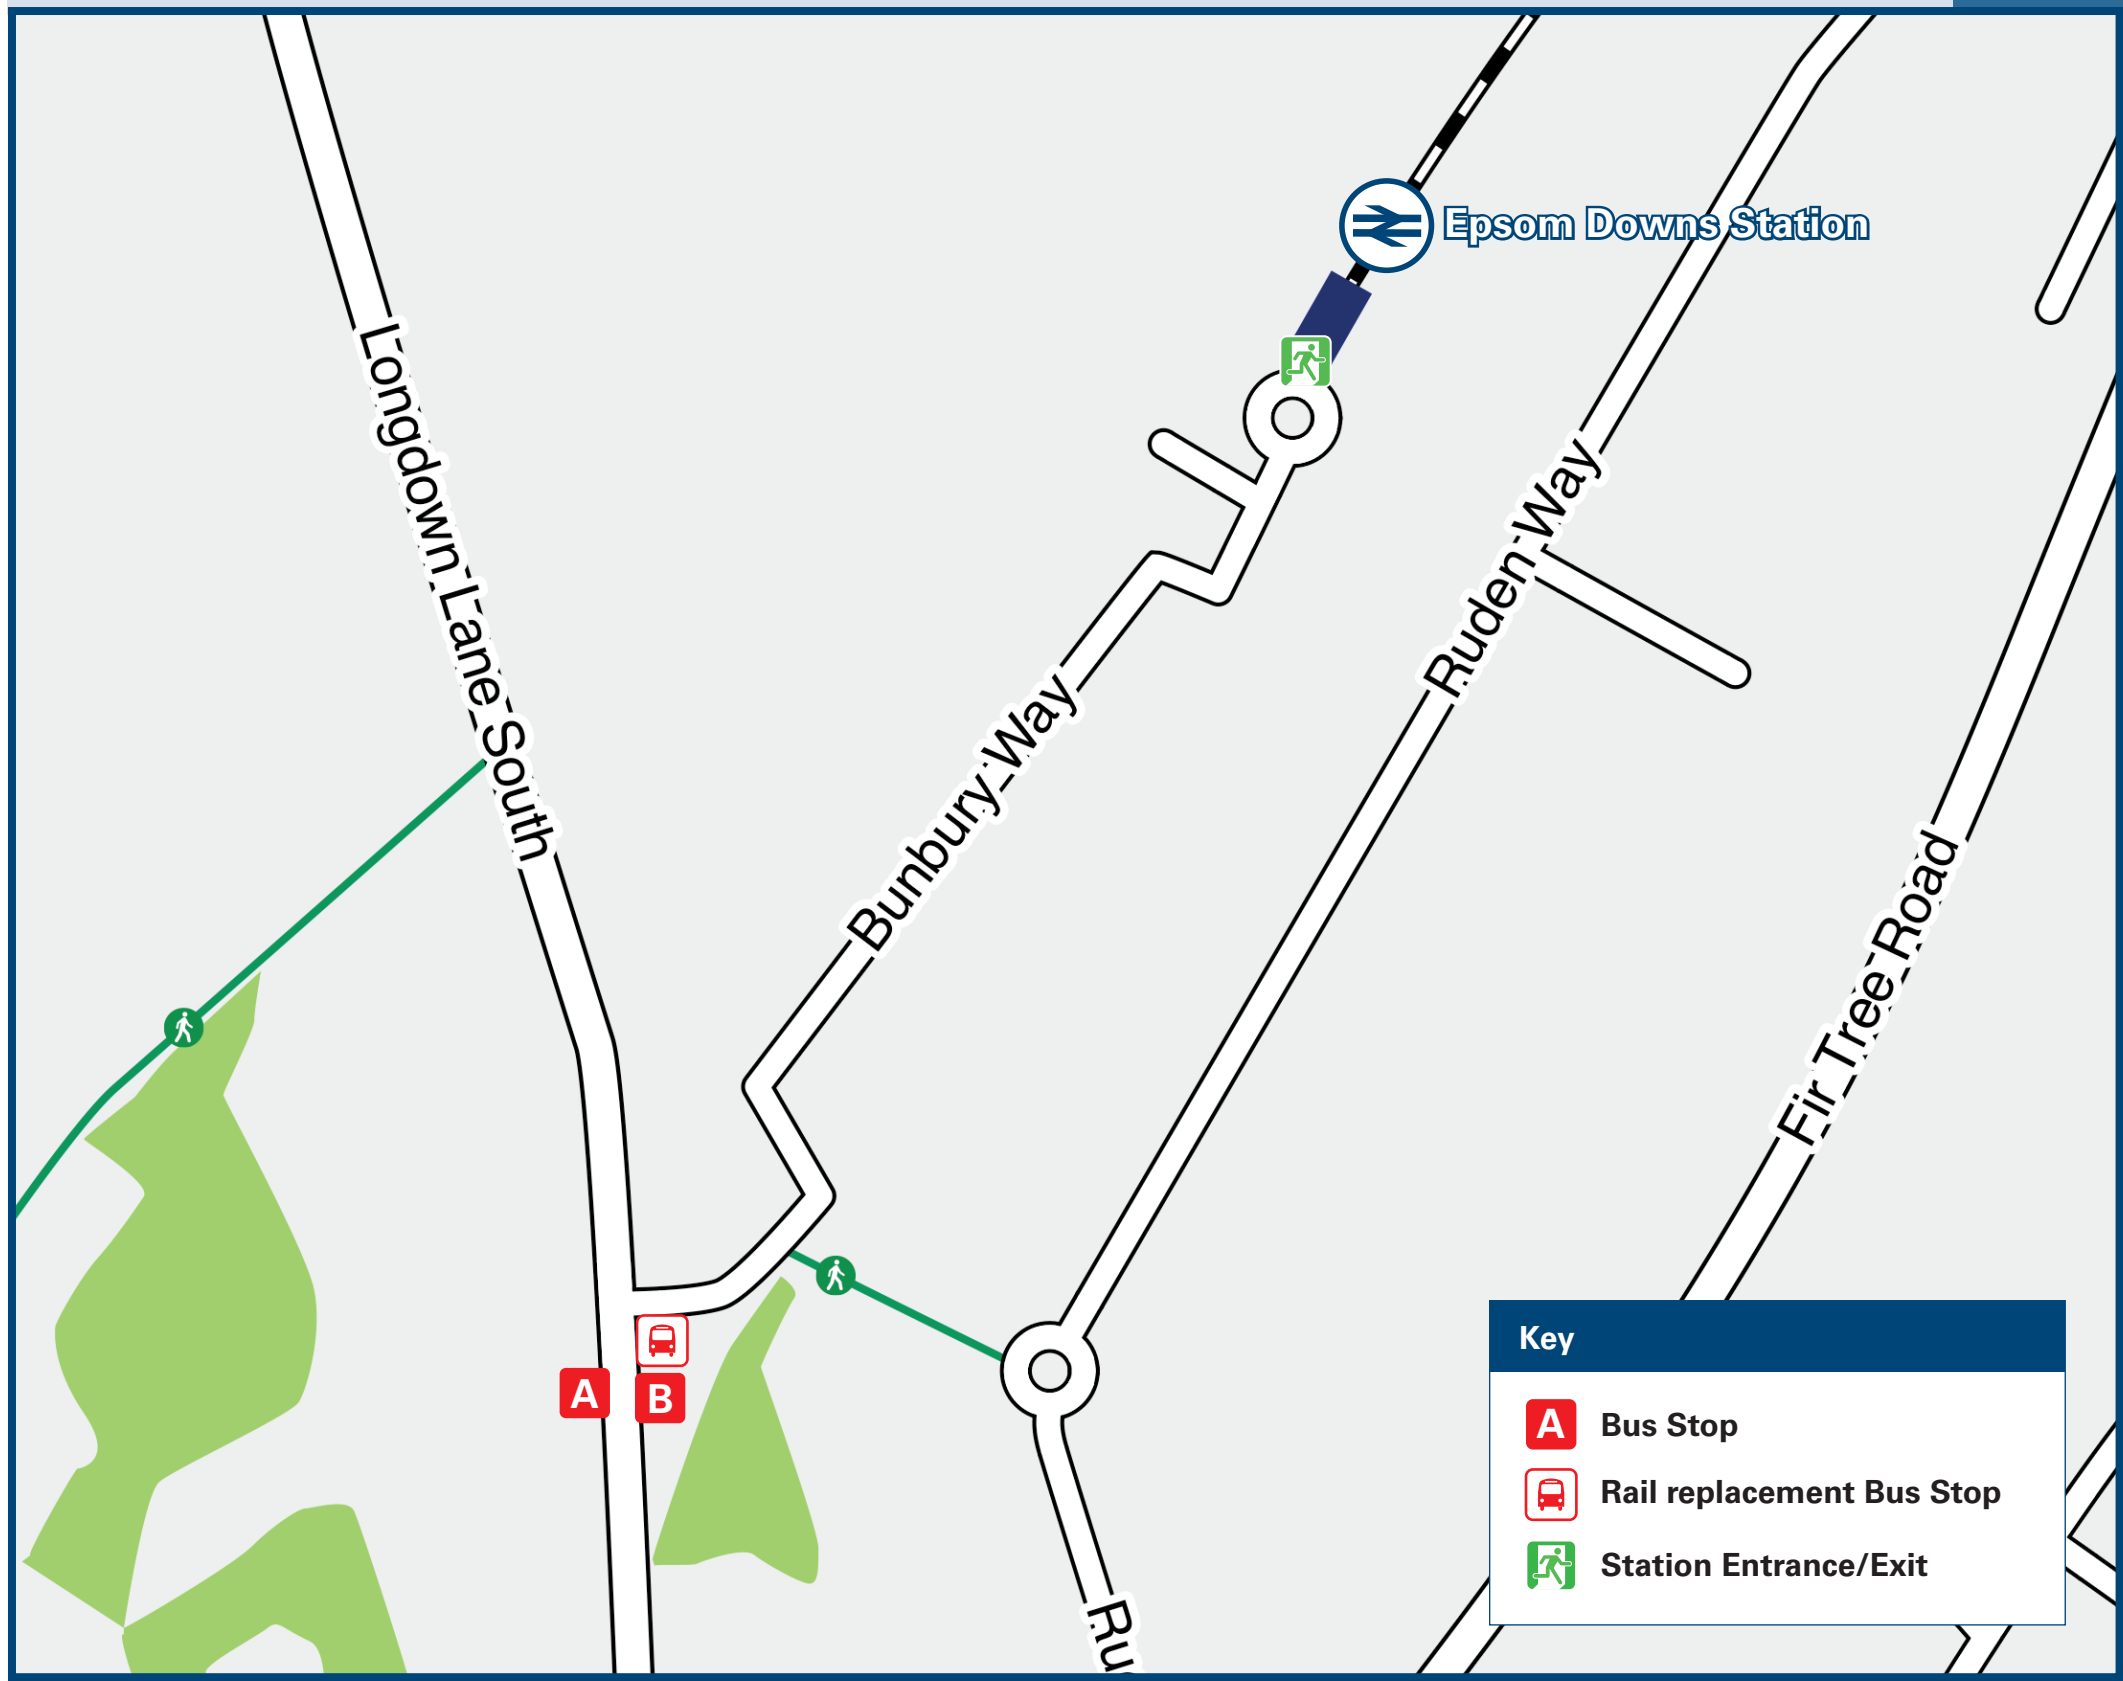 Epsom Downs Station
Longdown Lane South
Bunbury Way
Ruden Way
Fir Tree Road
A
B
Ru
Key
A Bus Stop
Rail replacement Bus Stop
Station Entrance/Exit